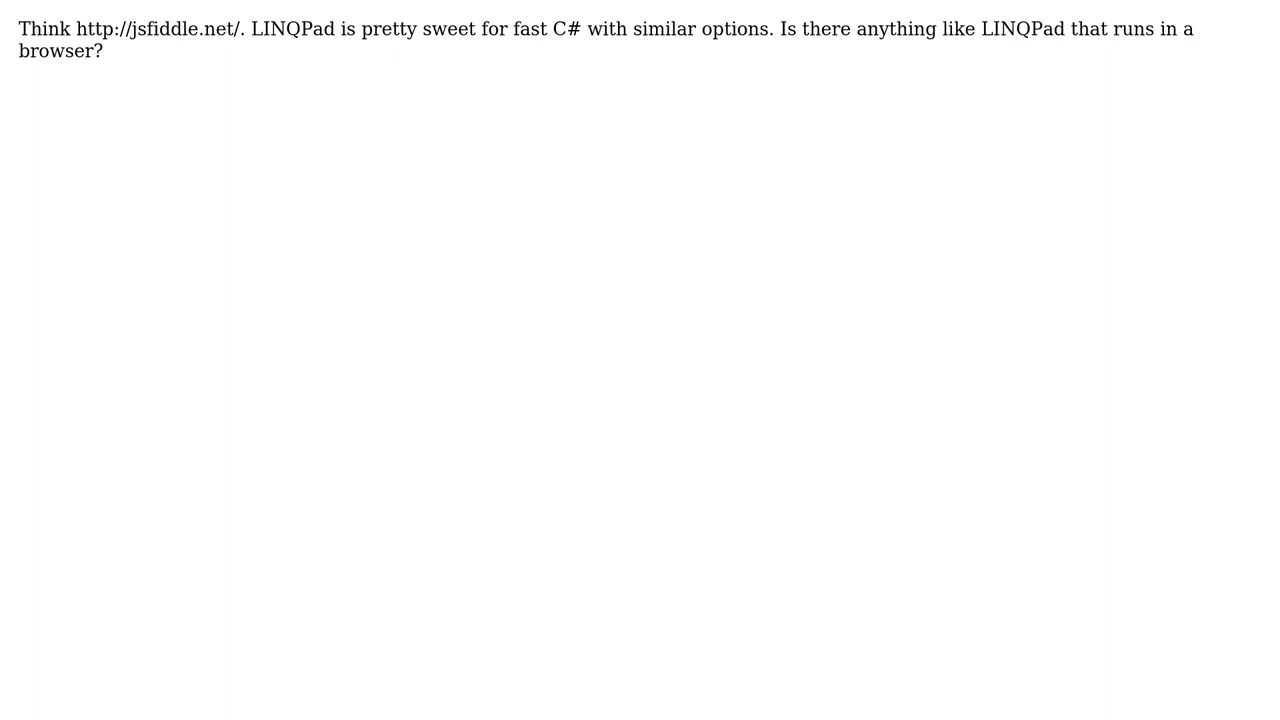 Think http://jsfiddle.net/. LINQPad is pretty sweet for fast C# with similar options. Is there anything like LINQPad that runs in a
browser?